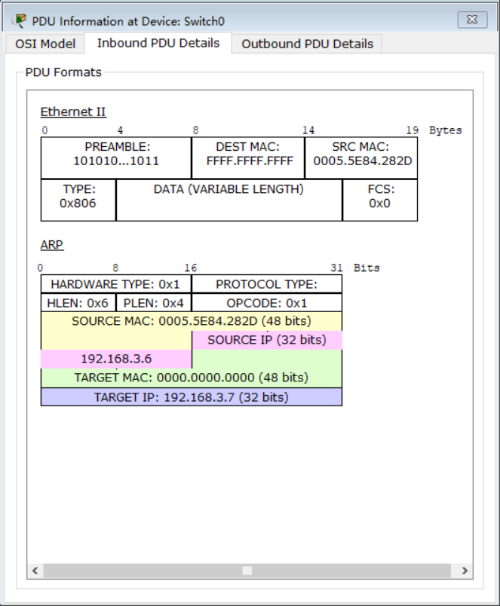 PDU Information at Device: Switch0
OSI Model Inbound PDU Details Outbound PDU Details
PDU Formats
Ethernet II
0 4 8 14 19 Bytes
PREAMBLE: DEST MAC: SRC MAC:
101010...1011 FFFF.FFFF.FFFF 0005.5E84.282D
TYPE: DATA (VARIABLE LENGTH) FCS:
0x806 0x0
ARP
0 8 16 31 Bits
HARDWARE TYPE: 0x1 PROTOCOL TYPE:
HLEN: 0x6 PLEN: 0x4 OPCODE: 0x1
SOURCE MAC: 0005.5E84.282D (48 bits)
SOURCE IP (32 bits)
192.168.3.6
TARGET MAC: 0000.0000.0000 (48 bits)
TARGET IP: 192.168.3.7 (32 bits)